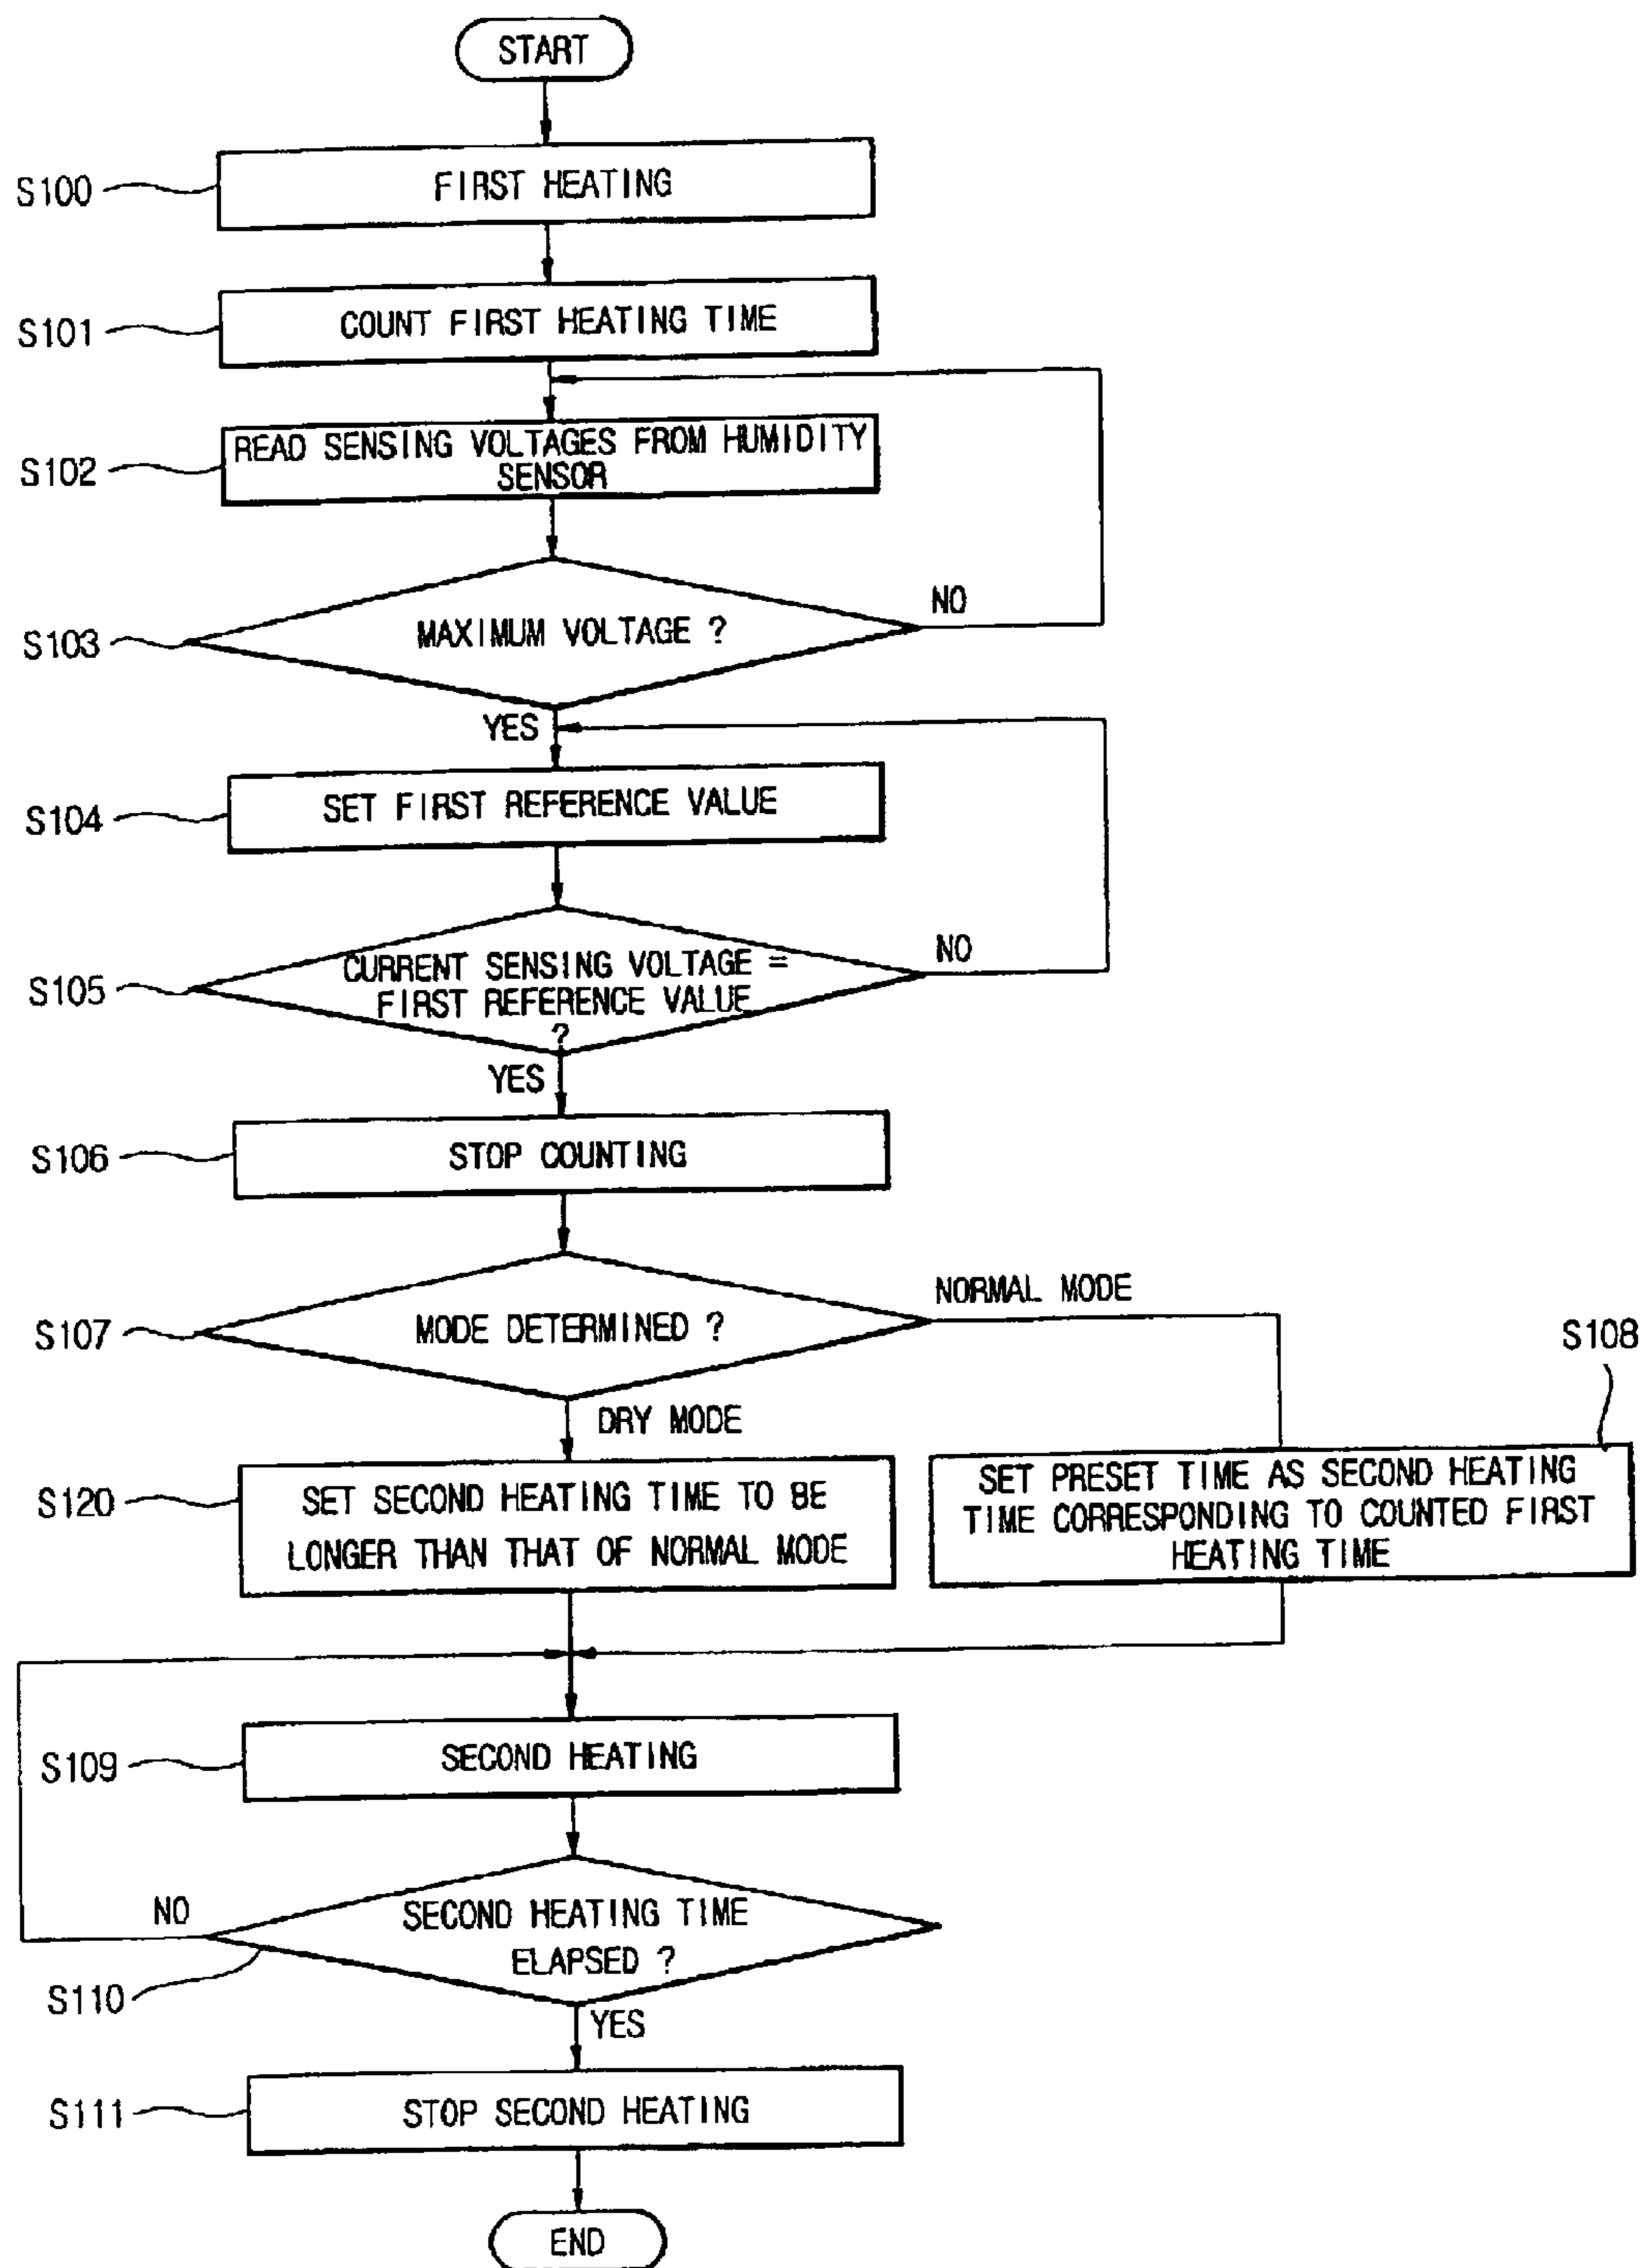 START
S100
FIRST HEATING
S101
COUNT FIRST HEATING TIME
S102
READ SENSING VOLTAGES FROM HUMIDITY
SENSOR
S103
MAXIMUM VOLTAGE ?
NO
YES
S104
SET FIRST REFERENCE VALUE
S105
CURRENT SENSING VOLTAGE =
FIRST REFERENCE VALUE
?
NO
YES
S106
STOP COUNTING
S107
MODE DETERMINED ?
NORMAL MODE
DRY MODE
S108
SET PRESET TIME AS SECOND HEATING
TIME CORRESPONDING TO COUNTED FIRST
HEATING TIME
S120
SET SECOND HEATING TIME TO BE
LONGER THAN THAT OF NORMAL MODE
S109
SECOND HEATING
NO
SECOND HEATING TIME
ELAPSED ?
S110
YES
S111
STOP SECOND HEATING
END